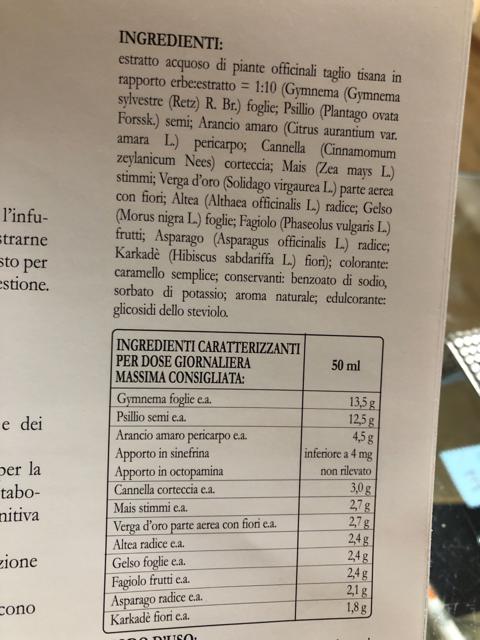 INGREDIENTI:
estratto acquoso di piante officinali taglio tisana in
rapporto erbe:estratto = 1:10 (Gymnema (Gymnema
sylvestre (Retz) R. Br.) foglie; Psillio (Plantago ovata
Forssk.) semi; Arancio amaro (Citrus aurantium var.
amara L.) pericarpo; Cannella (Cinnamomum
zeylanicum Nees) corteccia; Mais (Zea mays L.)
stimmi; Verga d'oro (Solidago virgaurea L.) parte aerea
con fiori; Altea (Althaea officinalis L.) radice; Gelso
(Morus nigra L.) foglie; Fagiolo (Phaseolus vulgaris L.)
frutti; Asparago (Asparagus officinalis L.) radice;
Karkadè (Hibiscus sabdariffa L.) fiori); colorante:
caramello semplice; conservanti: benzoato di sodio,
sorbato di potassio; aroma naturale; edulcorante:
glicosidi dello steviolo.
INGREDIENTI CARATTERIZZANTI
PER DOSE GIORNALIERA
MASSIMA CONSIGLIATA:
50 ml
Gymnema foglie e.a. 13,5 g
Psillio semi e.a. 12,5 g
Arancio amaro pericarpo e.a. 4,5 g
Apporto in sinefrina inferiore a 4 mg
Apporto in octopamina non rilevato
Cannella corteccia e.a. 3,0 g
Mais stimmi e.a. 2,7 g
Verga d'oro parte aerea con fiori e.a. 2,7 g
Altea radice e.a. 2,4 g
Gelso foglie e.a. 2,4 g
Fagiolo frutti e.a. 2,4 g
Asparago radice e.a. 2,1 g
Karkadè fiori e.a. 1,8 g
D'USO:
l'infu-
strarne
sto per
estione.
e dei
per la
tabo-
nitiva
zione
cono